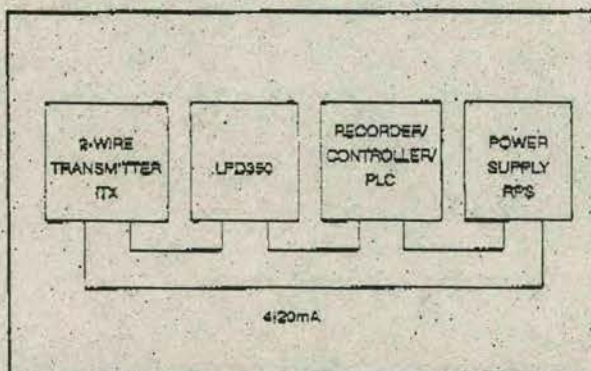 2-WIRE
TRANSMITTER
ITX
LPD350
RECORDER/
CONTROLLER/
PLC
POWER
SUPPLY
RPS
4-20mA